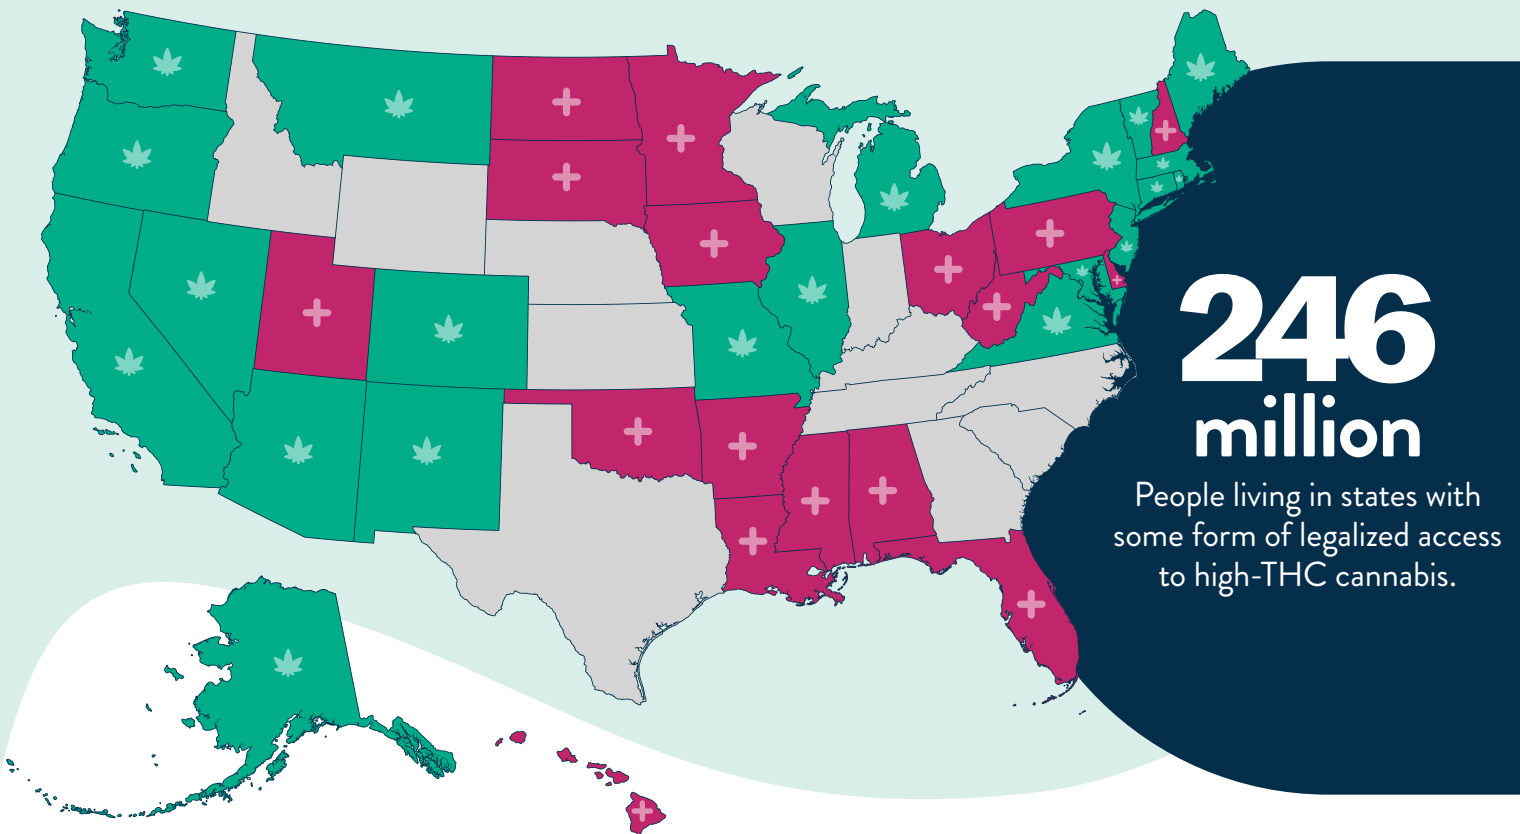 246
million
People living in states with
some form of legalized access
to high-THC cannabis.